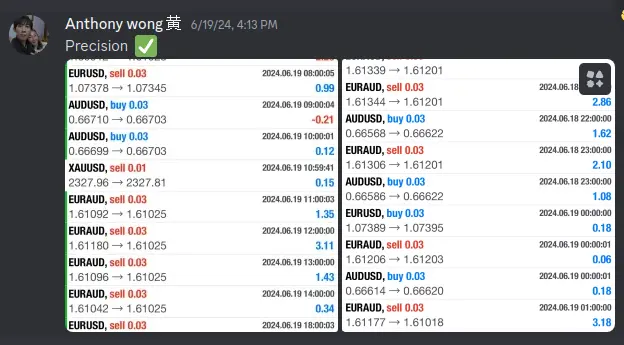 Anthony wong黄 6/19/24, 4:13 PM
Precision ✅
EURUSD, sell 0.03 2024.06.19 08:00:05
1.07378 → 1.07345 0.99
AUDUSD, buy 0.03 2024.06.19 09:00:04
0.66710 → 0.66703 -0.21
AUDUSD, buy 0.03 2024.06.19 10:00:01
0.66699 → 0.66703 0.12
XAUUSD, sell 0.01 2024.06.19 10:59:41
2327.96 → 2327.81 0.15
EURAUD, sell 0.03 2024.06.19 11:00:03
1.61092 → 1.61025 1.35
EURAUD, sell 0.03 2024.06.19 12:00:00
1.61180 → 1.61025 3.11
EURAUD, sell 0.03 2024.06.19 13:00:00
1.61096 → 1.61025 1.43
EURAUD, sell 0.03 2024.06.19 14:00:00
1.61042 → 1.61025 0.34
EURUSD, sell 0.03 2024.06.19 18:00:03
1.61339 → 1.61201
EURAUD, sell 0.03 2024.06.18
1.61344 → 1.61201 2.86
AUDUSD, buy 0.03 2024.06.18 22:00:00
0.66568 → 0.66622 1.62
EURAUD, sell 0.03 2024.06.18 23:00:00
1.61306 → 1.61201 2.10
AUDUSD, buy 0.03 2024.06.18 23:00:00
0.66586 → 0.66622 1.08
EURUSD, buy 0.03 2024.06.19 00:00:00
1.07389 → 1.07395 0.18
EURAUD, sell 0.03 2024.06.19 00:00:01
1.61206 → 1.61203 0.06
AUDUSD, buy 0.03 2024.06.19 00:00:01
0.66614 → 0.66620 0.18
EURAUD, sell 0.03 2024.06.19 01:00:00
1.61177 → 1.61018 3.18